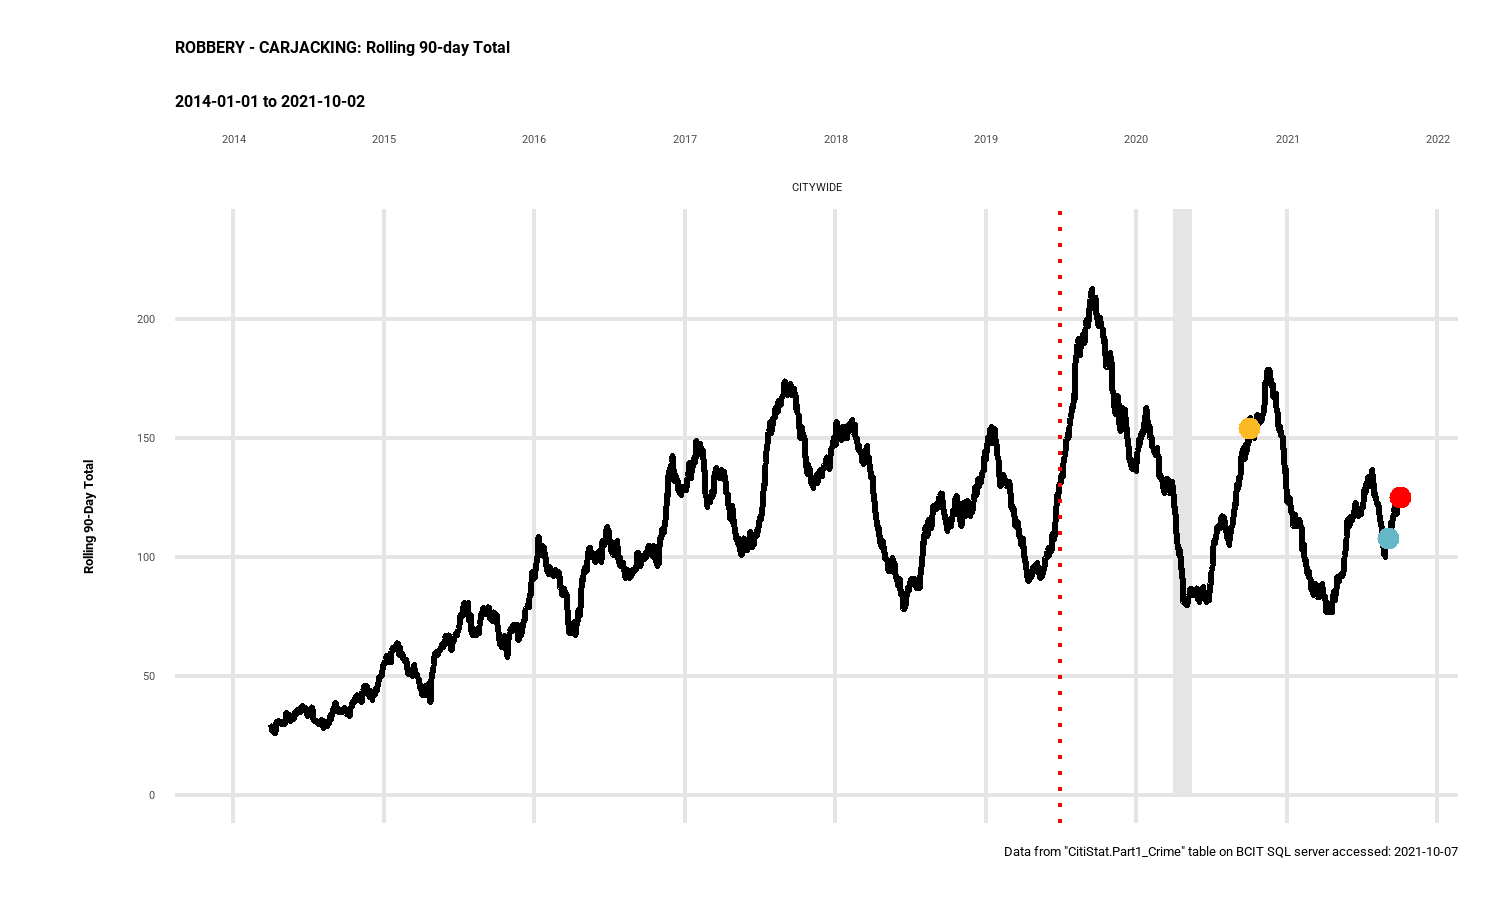 ROBBERY - CARJACKING: Rolling 90-day Total
2014-01-01 to 2021-10-02
2014 2015 2016 2017 2018 2019 2020 2021 2022
CITYWIDE
200
150
100
50
0
Rolling 90-Day Total
Data from "CitiStat.Part1_Crime" table on BCIT SQL server accessed: 2021-10-07